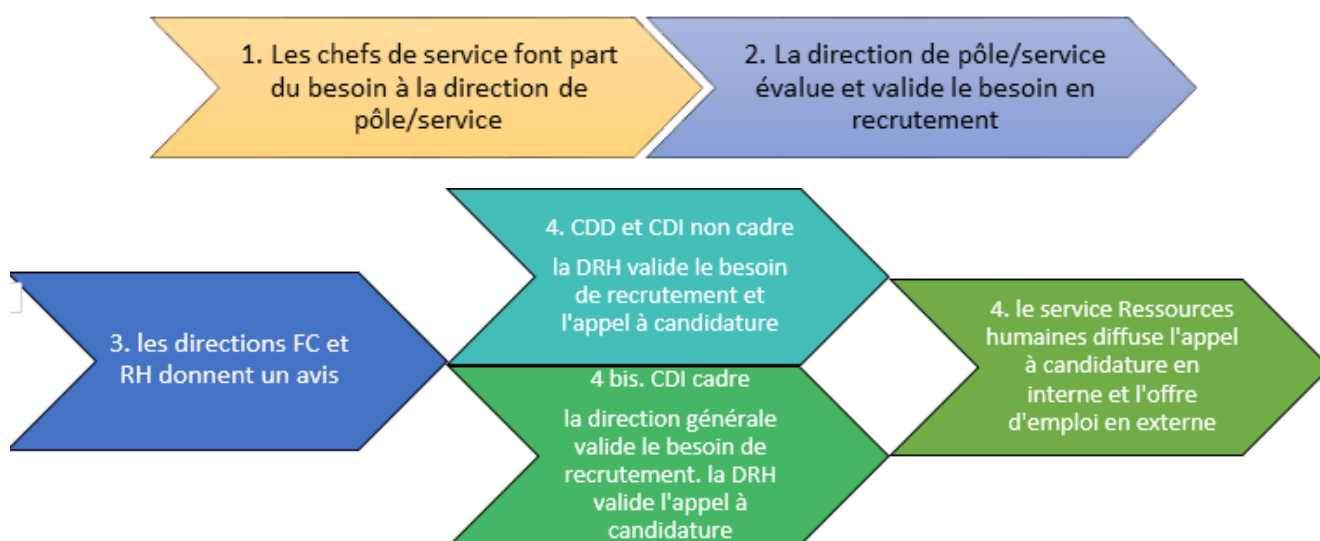 1. Les chefs de service font part
du besoin à la direction de
pôle/service
2. La direction de pôle/service
évalue et valide le besoin en
recrutement
3. les directions FC et
RH donnent un avis
4. CDD et CDI non cadre
la DRH valide le besoin
de recrutement et
l'appel à candidature
4 bis. CDI cadre
la direction générale
valide le besoin de
recrutement. la DRH
valide l'appel à
candidature
4. le service Ressources
humaines diffuse l'appel
à candidature en
interne et l'offre
d'emploi en externe